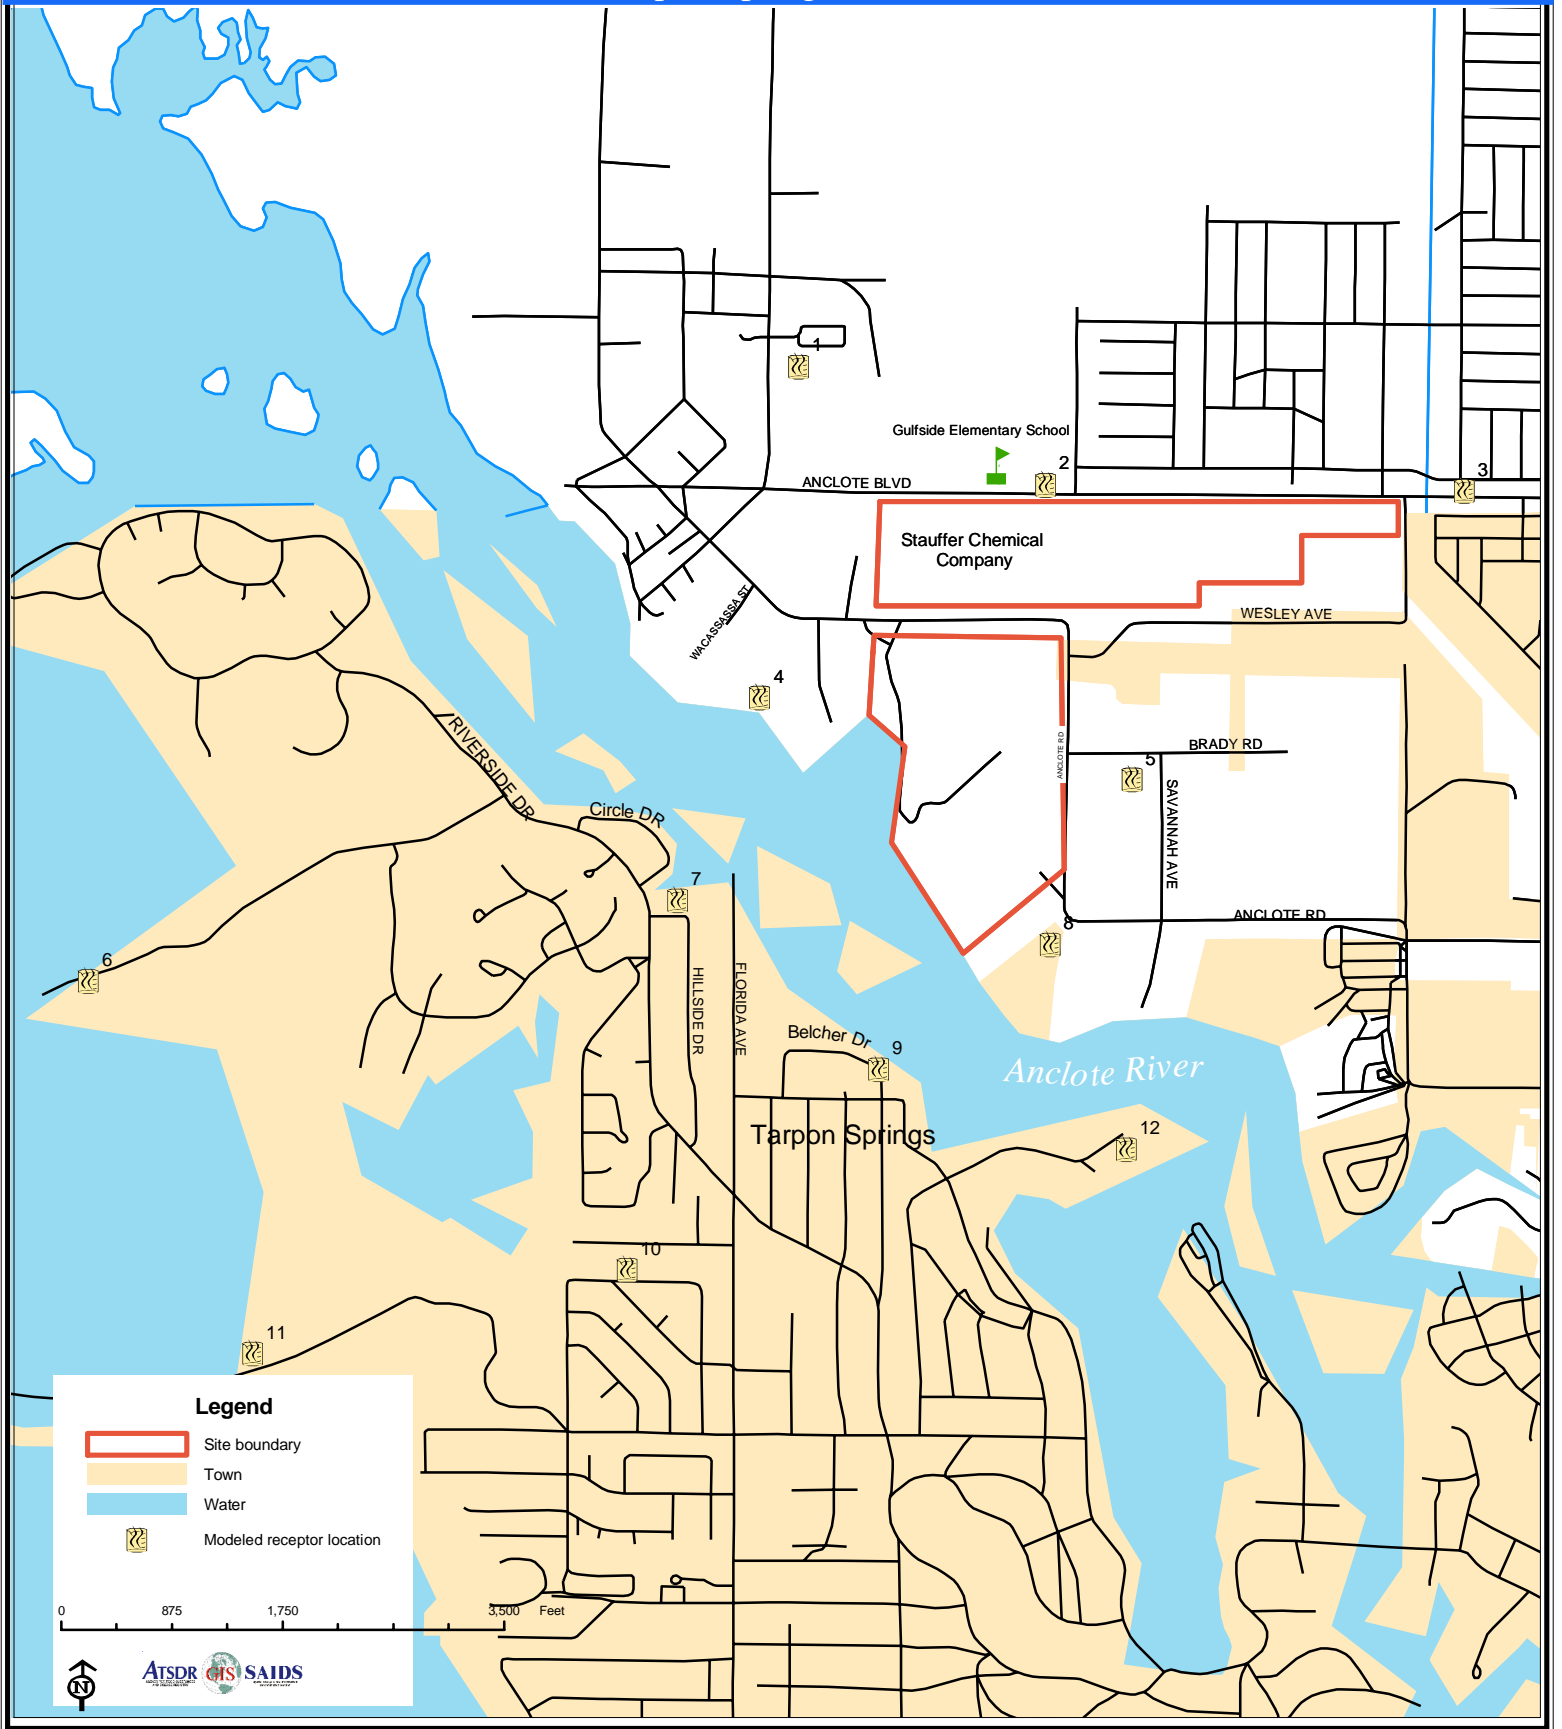 1
Gulfside Elementary School
2
3
ANCLOTE BLVD
Stauffer Chemical
Company
WESLEY AVE
WACASSASSA ST
4
RIVERSIDE DR
ANCLOTE RD
BRADY RD
5
SAVANNAH AVE
Circle DR
7
ANCLOTE RD
8
6
HILLSIDE DR
FLORIDA AVE
Belcher Dr
9
Anclote River
Tarpon Springs
12
10
11
Legend
Site boundary
Town
Water
Modeled receptor location
0 875 1,750 3,500 Feet
N
ATSDR GIS SAIDS